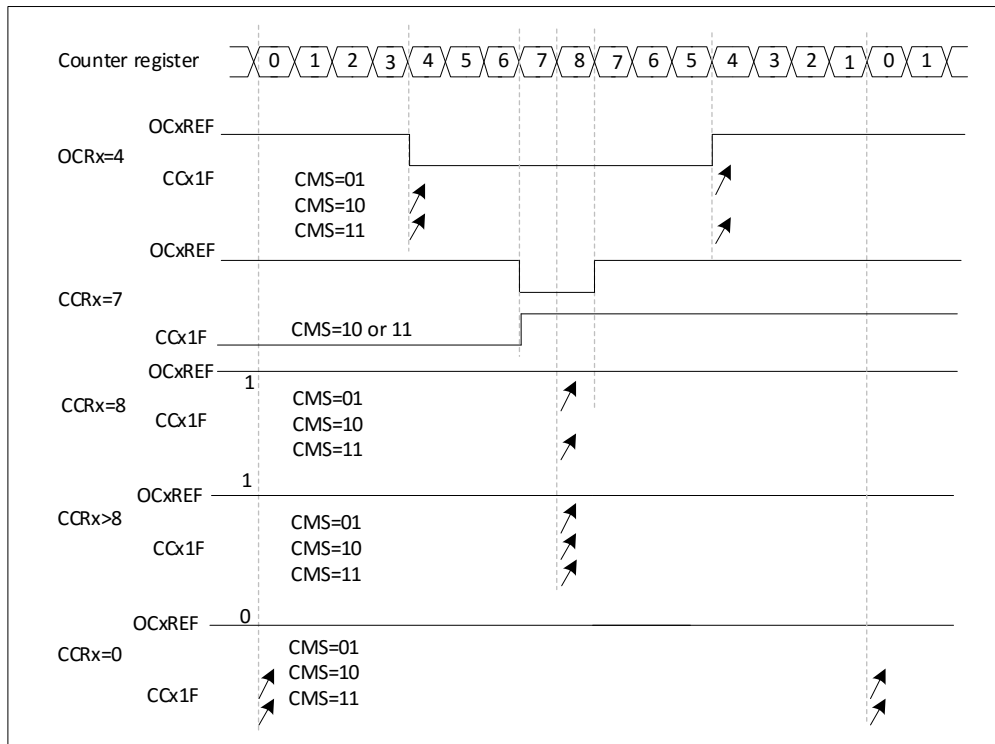 Counter register 0 1 2 3 4 5 6 7 8 7 6 5 4 3 2 1 0 1
OCxREF
OCRx=4
CCx1F
CMS=01
CMS=10
CMS=11
OCxREF
CCRx=7
CCx1F
CMS=10 or 11
OCxREF
1
CCRx=8
CCx1F
CMS=01
CMS=10
CMS=11
OCxREF
1
CCRx>8
CCx1F
CMS=01
CMS=10
CMS=11
OCxREF
0
CCRx=0
CCx1F
CMS=01
CMS=10
CMS=11